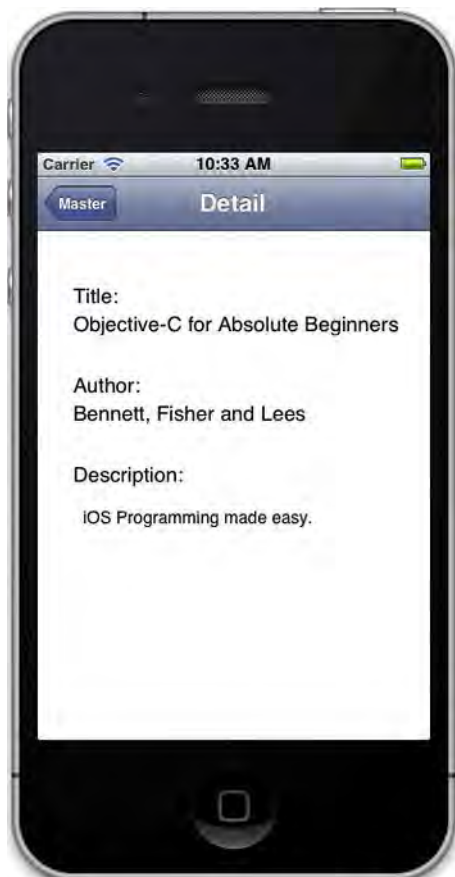 Carrier 10:33 AM
Master Detail
Title:
Objective-C for Absolute Beginners
Author:
Bennett, Fisher and Lees
Description:
iOS Programming made easy.